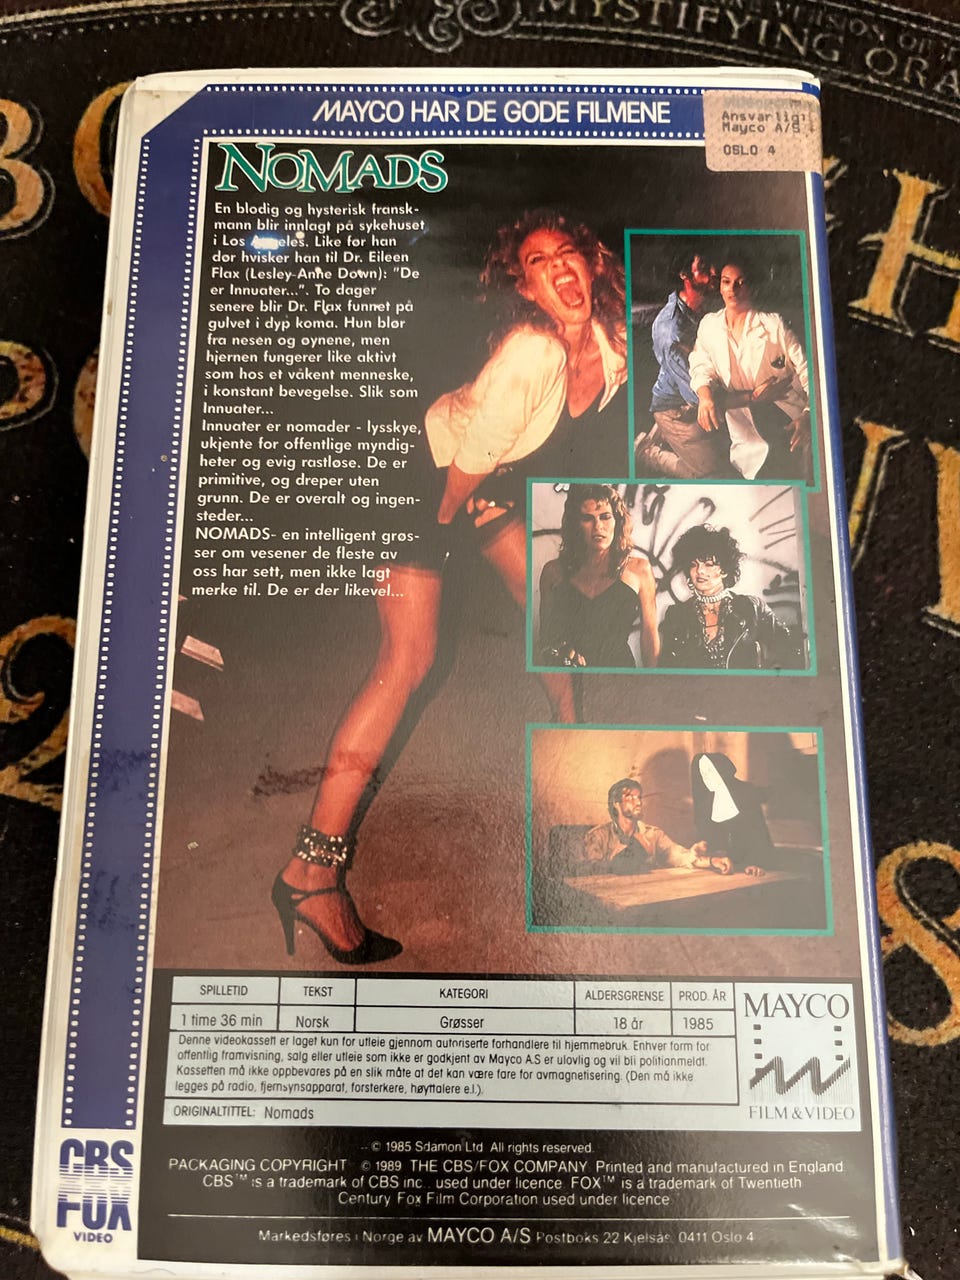 MYSTIFYING ORA
MAYCO HAR DE GODE FILMENE
Ansvarlig:
Mayco A/S
OSLO 4
NOMADS
En blodig og hysterisk fransk-
mann blir innlagt på sykehuset
i Los Angeles. Like før han
dør hvisker han til Dr. Eileen
Flax (Lesley-Anne Down): "De
er Innuater...". To dager
senere blir Dr. Flax funnet på
gulvet i dyp koma. Hun blør
fra nesen og øynene, men
hjernen fungerer like aktivt
som hos et våkent menneske,
i konstant bevegelse. Slik som
Innuater...
Innuater er nomader - lysskye,
ukjente for offentlige myndig-
heter og evig rastløse. De er
primitive, og dreper uten
grunn. De er overalt og ingen-
steder...
NOMADS- en intelligent grøs-
ser om vesener de fleste av
oss har sett, men ikke lagt
merke til. De er der likevel...
SPILLETID TEKST KATEGORI ALDERSGRENSE PROD. ÅR
1 time 36 min Norsk Grøsser 18 år 1985
Denne videokassett er laget kun for utleie gjennom autoriserte forhandlere til hjemmebruk. Enhver form for
offentlig framvisning, salg eller utleie som ikke er godkjent av Mayco A.S er ulovlig og vil bli politianmeldt.
Kassetten må ikke oppbevares på en slik måte at det kan være fare for avmagnetisering. (Den må ikke
legges på radio, fjernsynsapparat, forsterkere, høyttalere e.l.).
ORIGINALTITTEL: Nomads
MAYCO
FILM & VIDEO
CBS
FOX
VIDEO
© 1985 Sdamon Ltd All rights reserved.
PACKAGING COPYRIGHT © 1989 THE CBS/FOX COMPANY Printed and manufactured in England
CBS™ is a trademark of CBS inc. used under licence. FOX™ is a trademark of Twentieth
Century Fox Film Corporation used under licence
Markedsføres i Norge av MAYCO A/S Postboks 22 Kjelsås 0411 Oslo 4